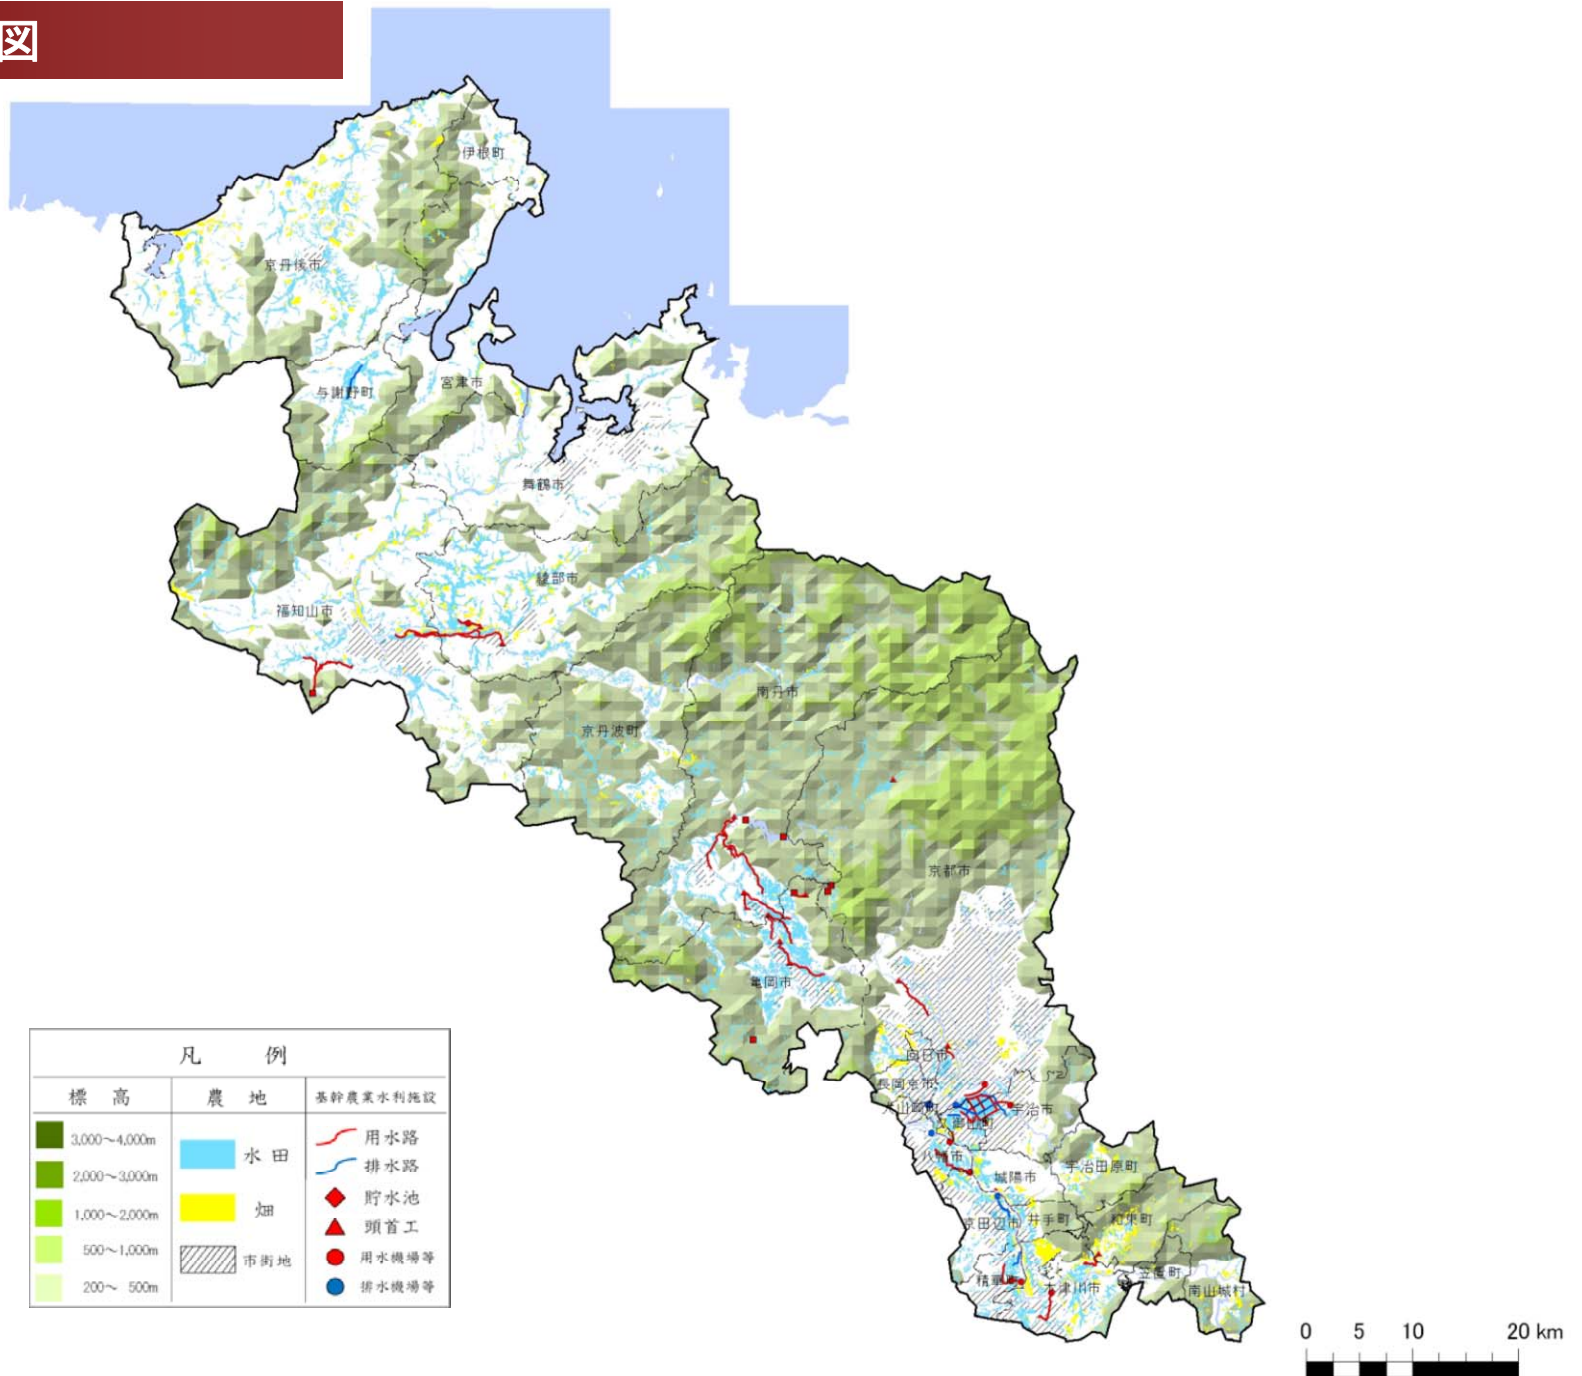 図
伊根町
京丹後市
与謝野町
宮津市
舞鶴市
綾部市
福知山市
南丹市
京丹波町
京都市
亀岡市
向日市
長岡京市
大山崎町
宇治市
久御山町
八幡市
城陽市
宇治田原町
京田辺市
井手町
和束町
精華町
木津川市
笠置町
南山城村
凡 例
標 高
農 地
基幹農業水利施設
3,000～4,000m
2,000～3,000m
1,000～2,000m
500～1,000m
200～ 500m
水田
畑
市街地
用水路
排水路
貯水池
頭首工
用水機場等
排水機場等
0 5 10 20 km